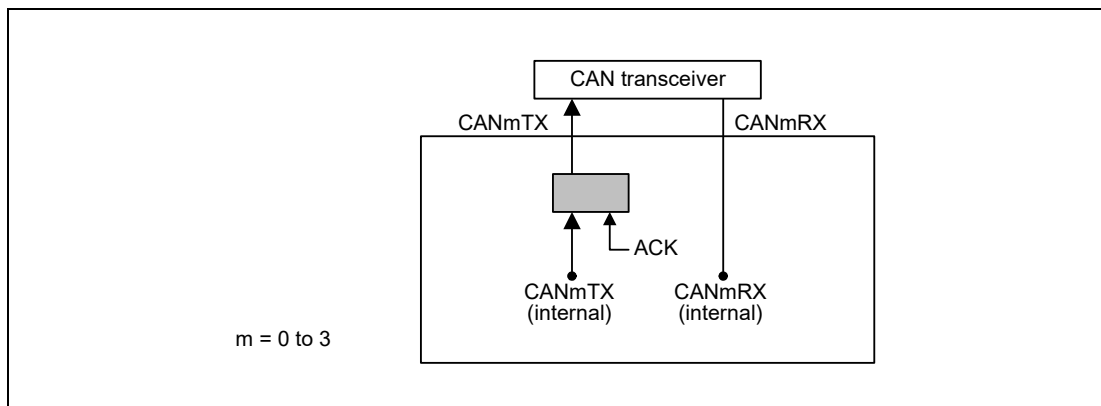 CAN transceiver
CANmTX
CANmRX
ACK
CANmTX
(internal)
CANmRX
(internal)
m = 0 to 3